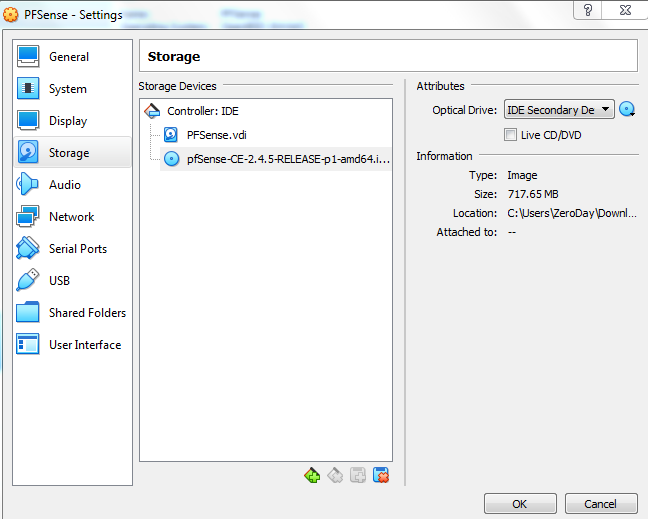 PFSense - Settings
General
System
Display
Storage
Audio
Network
Serial Ports
USB
Shared Folders
User Interface
Storage
Storage Devices
Controller: IDE
PFSense.vdi
pfSense-CE-2.4.5-RELEASE-p1-amd64.i...
Attributes
Optical Drive: IDE Secondary De
Live CD/DVD
Information
Type: Image
Size: 717.65 MB
Location: C:\Users\ZeroDay\Downl...
Attached to: --
OK Cancel